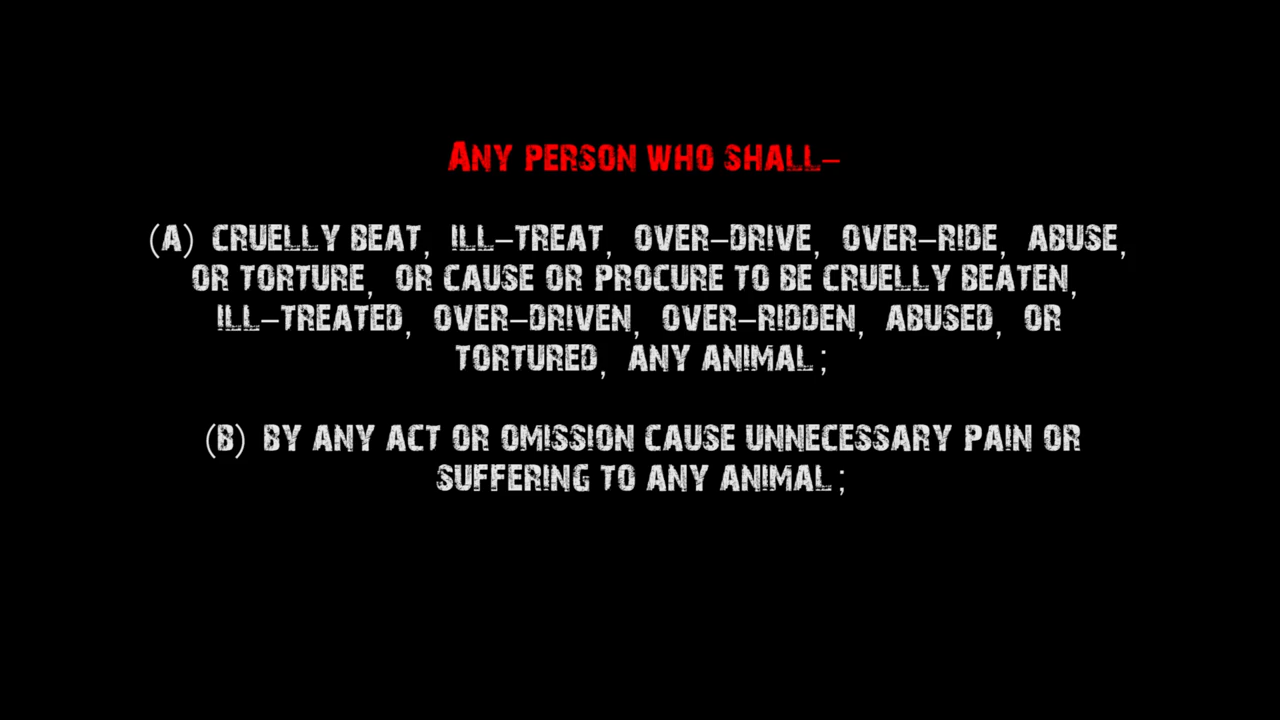 ANY PERSON WHO SHALL-
(A) CRUELLY BEAT, ILL-TREAT, OVER-DRIVE, OVER-RIDE, ABUSE,
OR TORTURE, OR CAUSE OR PROCURE TO BE CRUELLY BEATEN,
ILL-TREATED, OVER-DRIVEN, OVER-RIDDEN, ABUSED, OR
TORTURED, ANY ANIMAL;
(B) BY ANY ACT OR OMISSION CAUSE UNNECESSARY PAIN OR
SUFFERING TO ANY ANIMAL;